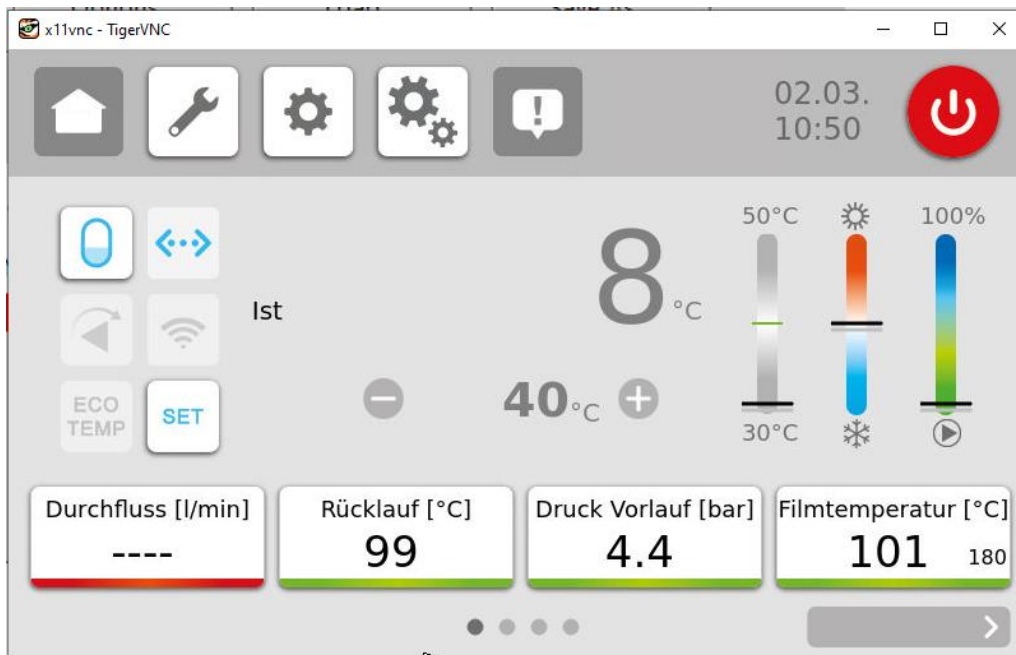 x11vnc - TigerVNC
02.03.
10:50
50°C
100%
8 °C
Ist
ECO
TEMP
SET
40 °C
30°C
Durchfluss [l/min]
----
Rücklauf [°C]
99
Druck Vorlauf [bar]
4.4
Filmtemperatur [°C]
101 180